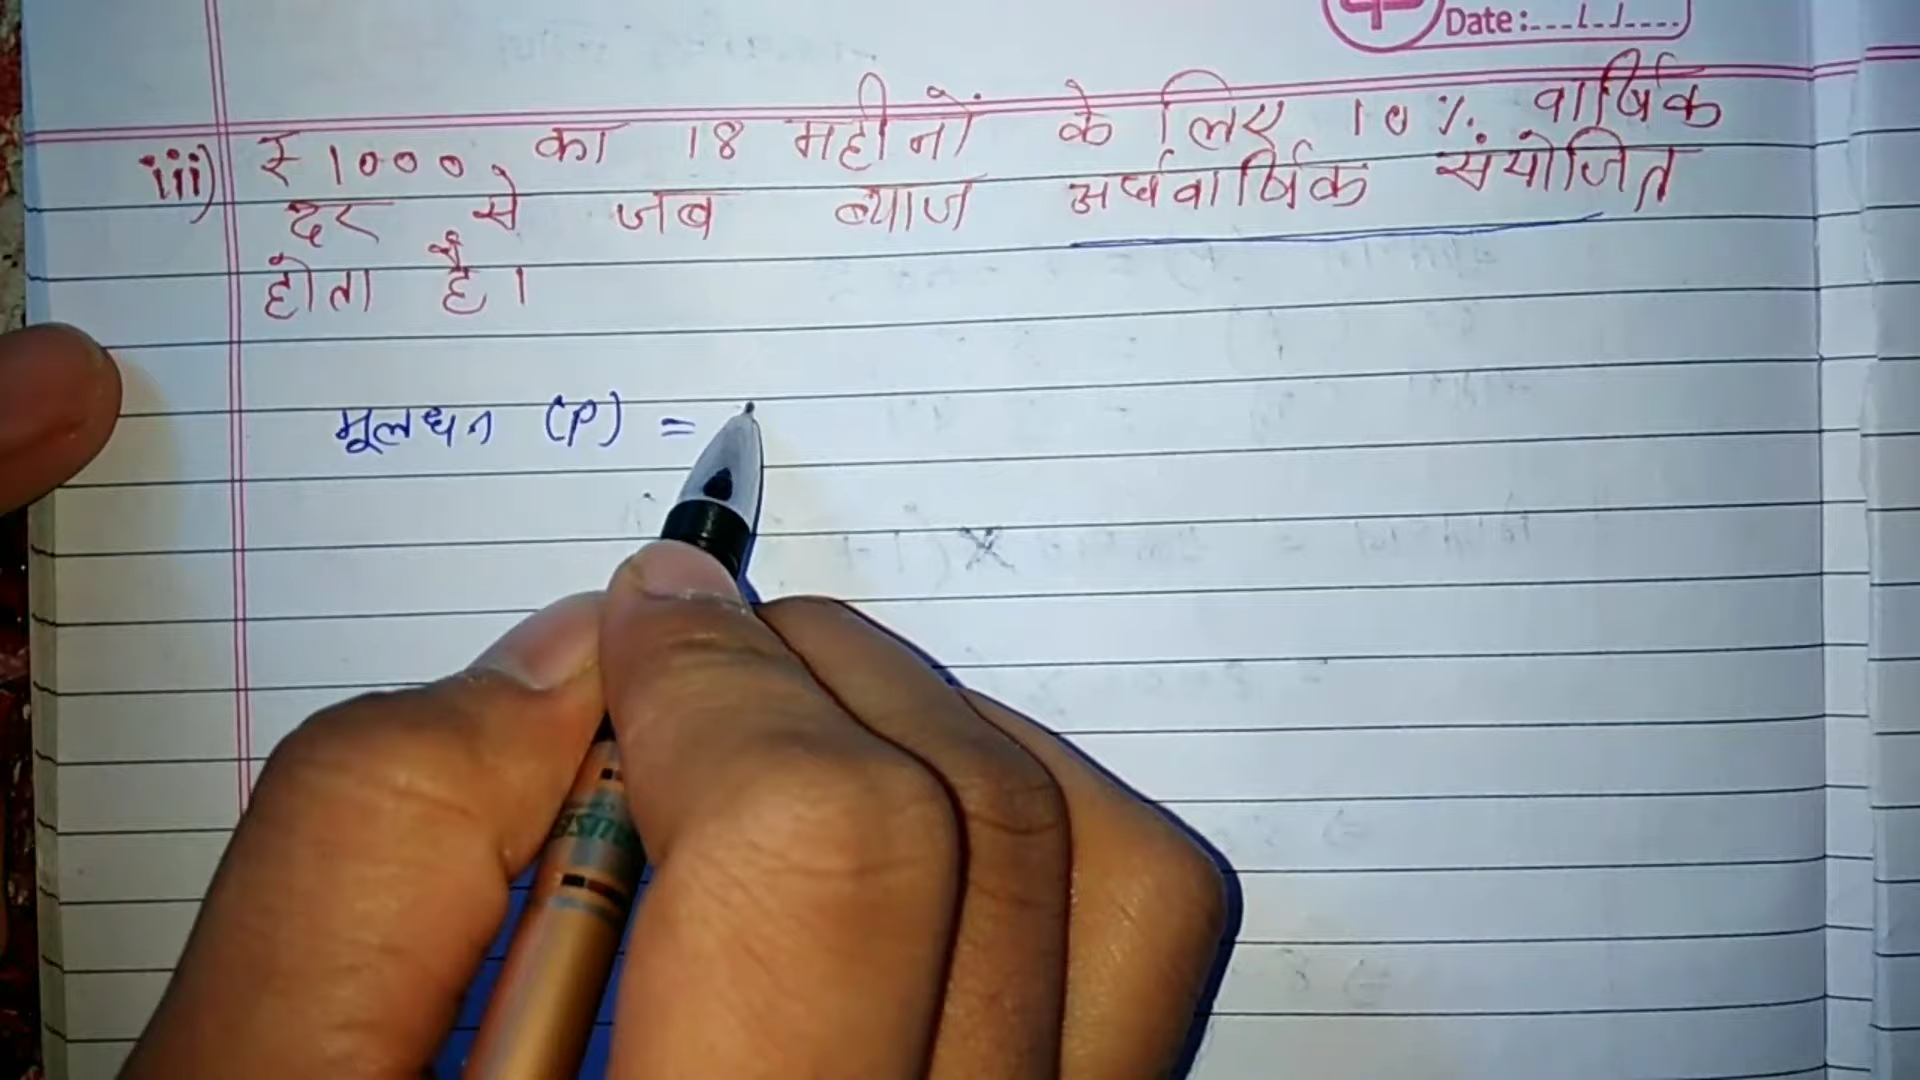 Date:---/-/----
iii) ₹ 1000 का 18 महीनों के लिए 10% वार्षिक
दर से जब ब्याज अर्धवार्षिक संयोजित
होता है।
मूलधन (P) =